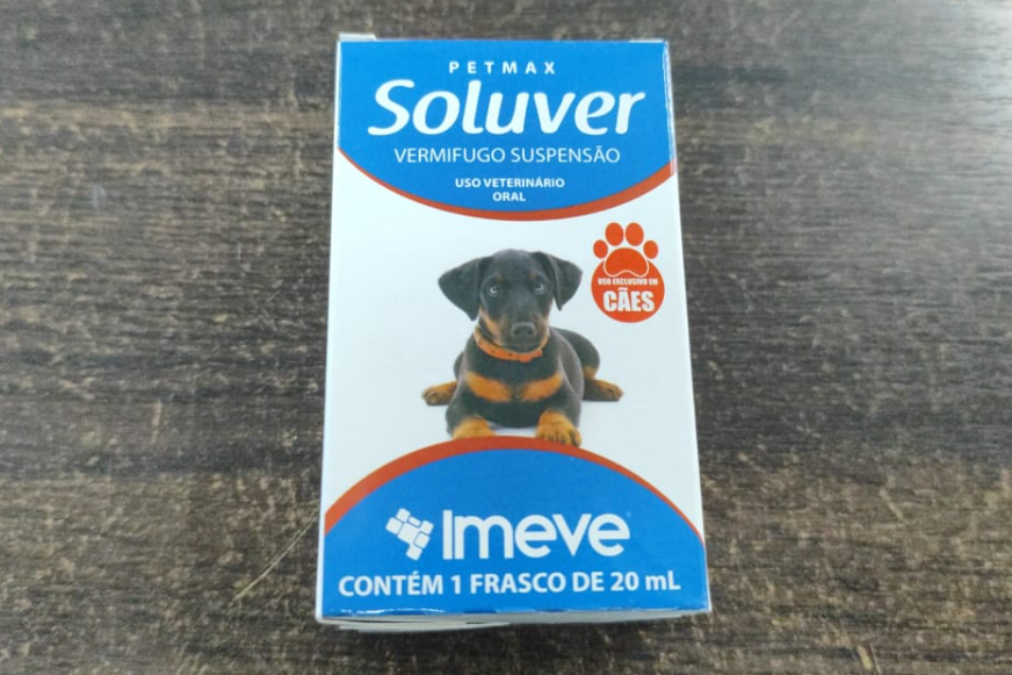 PETMAX
Soluver
VERMIFUGO SUSPENSÃO
USO VETERINÁRIO
ORAL
USO EXCLUSIVO EM
CÃES
Imeve
CONTÉM 1 FRASCO DE 20 mL